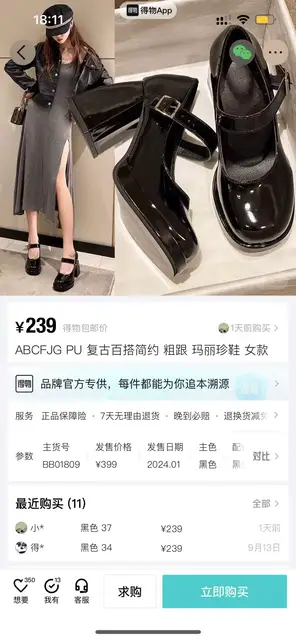 18:11
得物 得物App
¥239 得物包邮价 1天前购买
ABCFJG PU 复古百搭简约 粗跟 玛丽珍鞋 女款
得物 品牌官方专供，每件都能为你追本溯源
服务 正品保障险 · 7天无理由退货 · 晚到必赔 · 退换货减免
参数 主货号 发售价格 发售日期 主色 配 对比
BB01809 ¥399 2024.01 黑色 黑
最近购买 (11) 全部
小* 黑色 37 ¥239 1天前
得* 黑色 34 ¥239 9月13日
350 13
想要 我有 客服 求购 立即购买